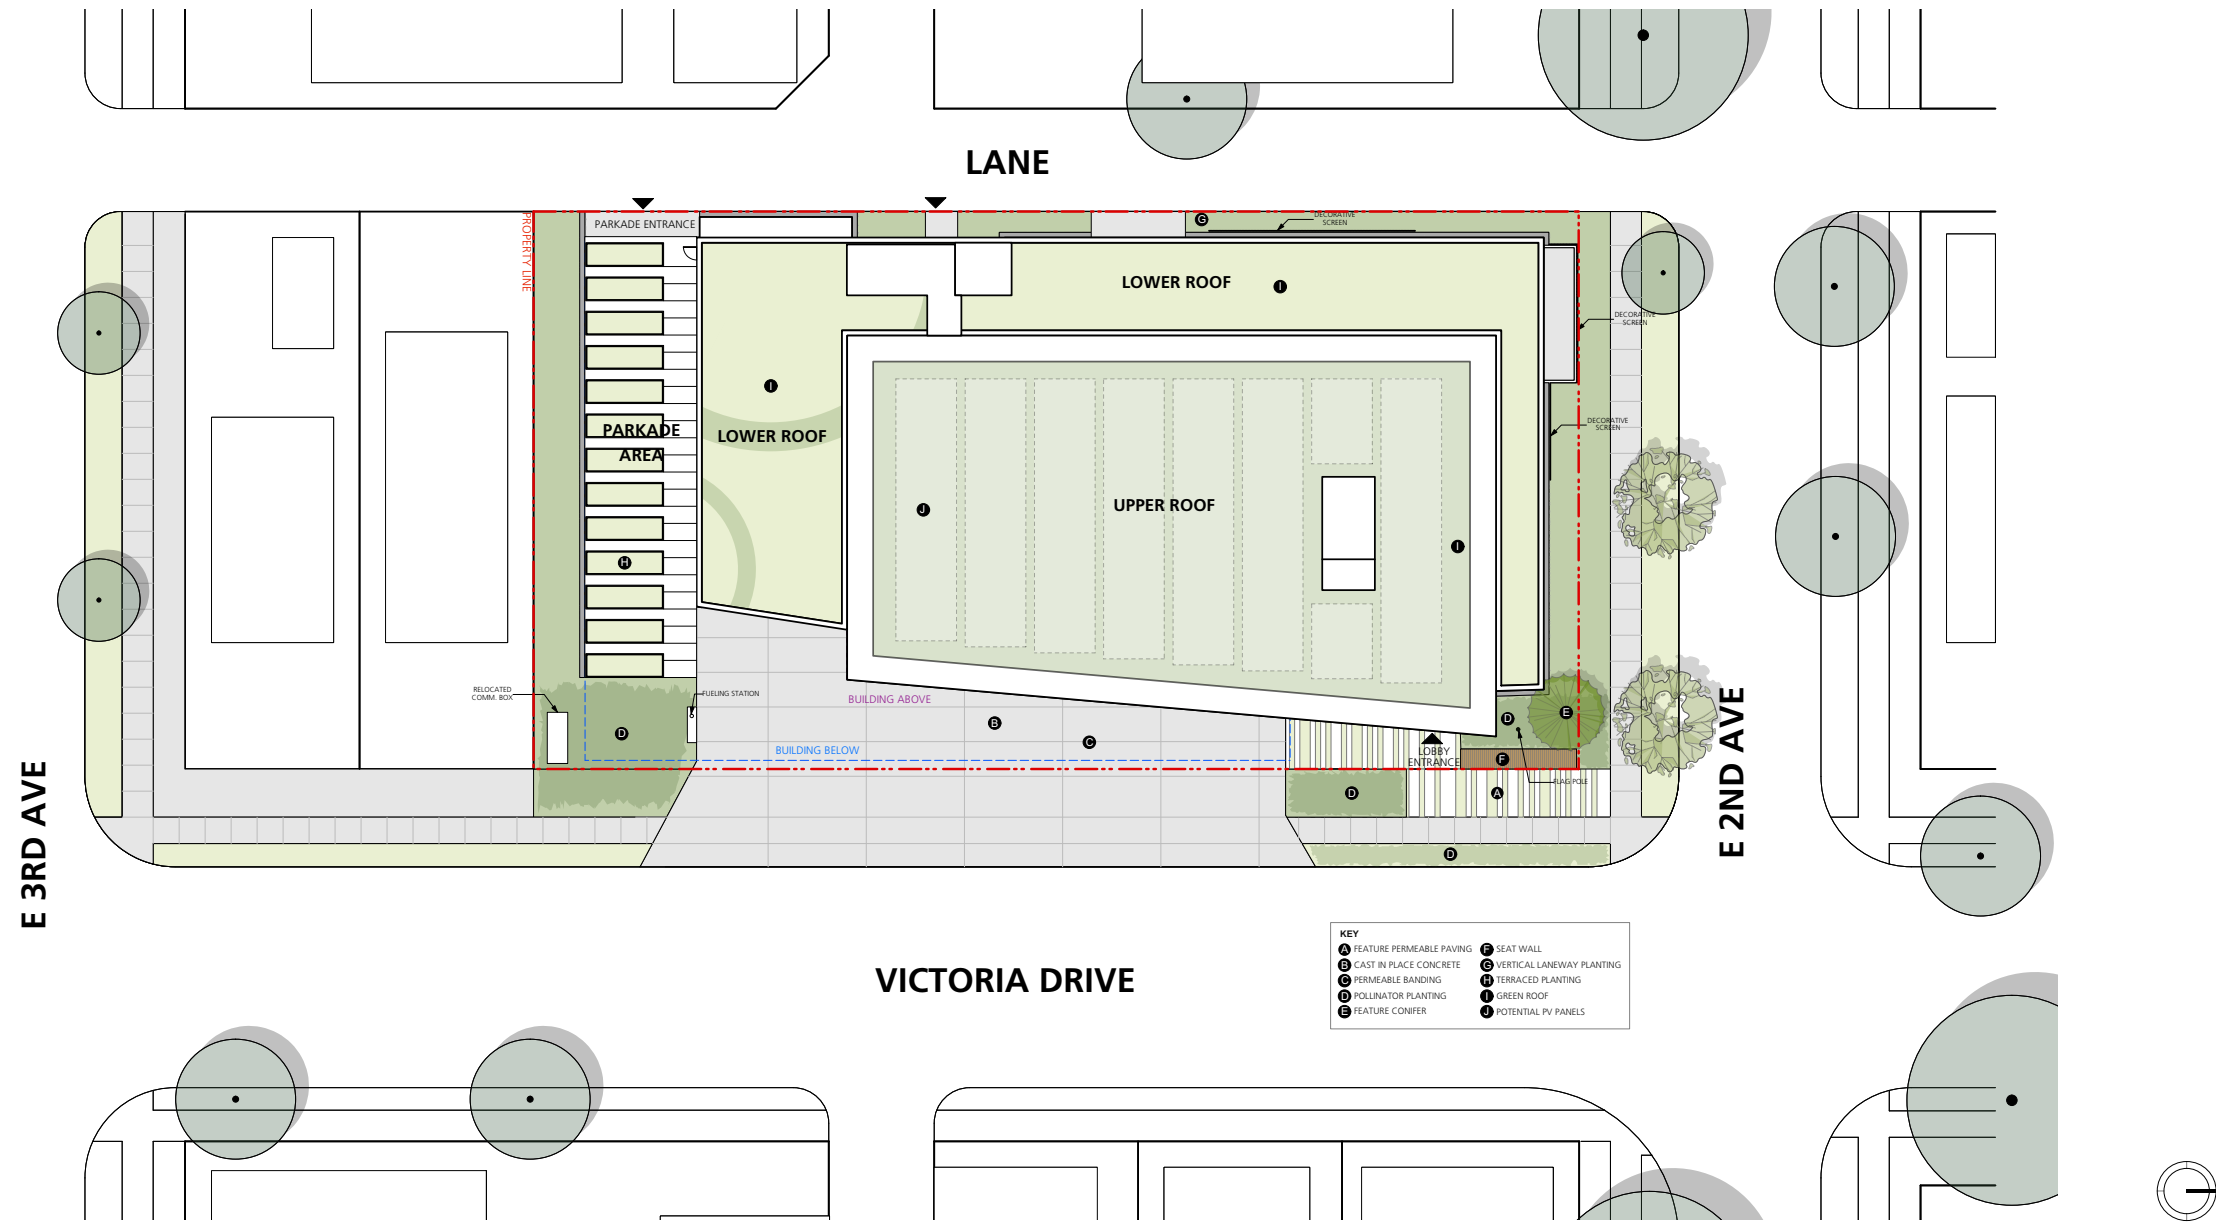 LANE
PROPERTY LINE
PARKADE ENTRANCE
G
DECORATIVE
SCREEN
LOWER ROOF
I
DECORATIVE
SCREEN
I
PARKADE
AREA
LOWER ROOF
DECORATIVE
SCREEN
UPPER ROOF
J
I
H
RELOCATED
COMM. BOX
FUELING STATION
BUILDING ABOVE
D
B
C
BUILDING BELOW
D
E
LOBBY
ENTRANCE
F
FLAG POLE
D
A
D
E 3RD AVE
E 2ND AVE
VICTORIA DRIVE
KEY
A FEATURE PERMEABLE PAVING
B CAST IN PLACE CONCRETE
C PERMEABLE BANDING
D POLLINATOR PLANTING
E FEATURE CONIFER
F SEAT WALL
G VERTICAL LANEWAY PLANTING
H TERRACED PLANTING
I GREEN ROOF
J POTENTIAL PV PANELS